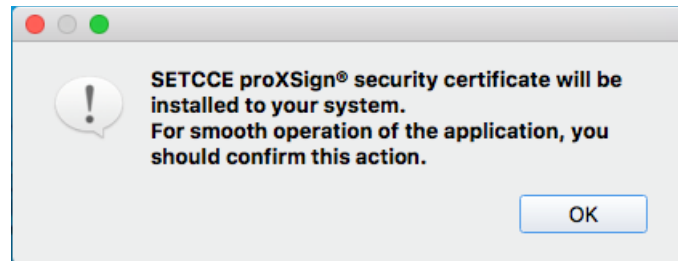 SETCCE proXSign® security certificate will be
installed to your system.
For smooth operation of the application, you
should confirm this action.
OK